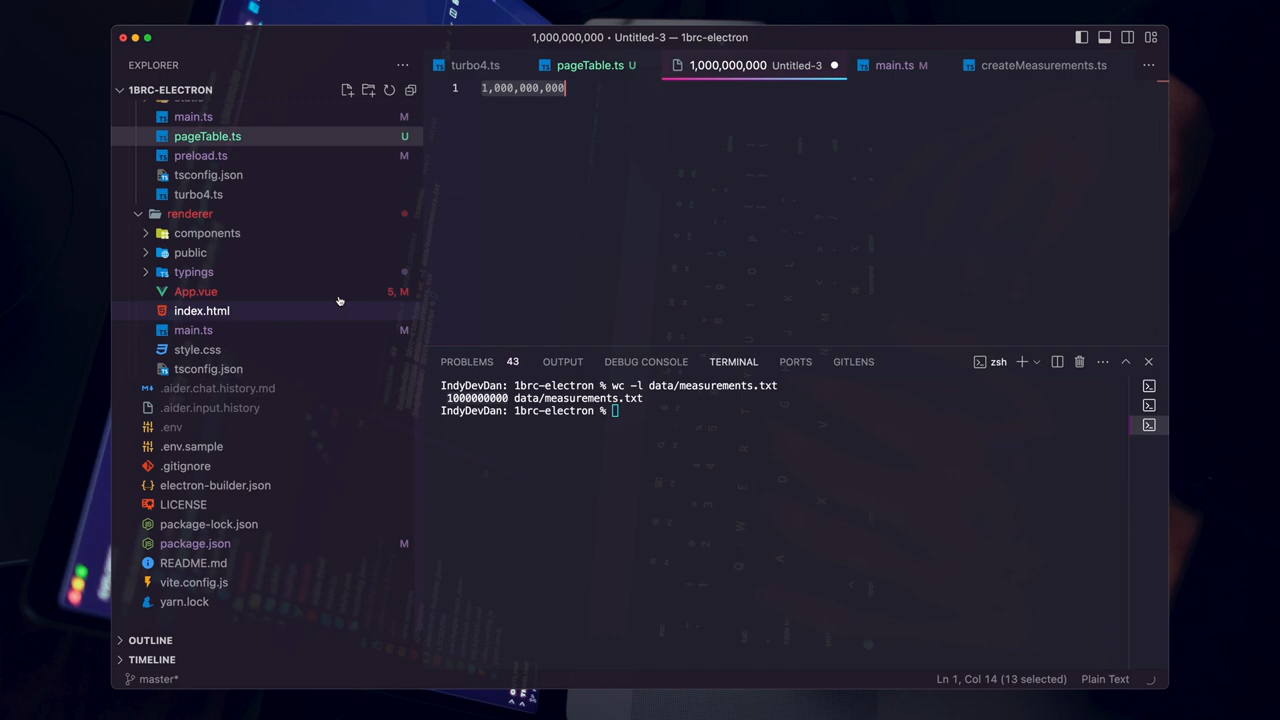 1,000,000,000 • Untitled-3 — 1brc-electron
EXPLORER
turbo4.ts
pageTable.ts U
1,000,000,000 Untitled-3
main.ts M
createMeasurements.ts
1BRC-ELECTRON
1 1,000,000,000
main.ts M
pageTable.ts U
preload.ts M
tsconfig.json
turbo4.ts
renderer
components
public
typings
App.vue 5, M
index.html
main.ts M
style.css
tsconfig.json
.aider.chat.history.md
.aider.input.history
.env
.env.sample
.gitignore
electron-builder.json
LICENSE
package-lock.json
package.json M
README.md
vite.config.js
yarn.lock
OUTLINE
TIMELINE
PROBLEMS 43 OUTPUT DEBUG CONSOLE TERMINAL PORTS GITLENS
zsh
IndyDevDan: 1brc-electron % wc -l data/measurements.txt
1000000000 data/measurements.txt
IndyDevDan: 1brc-electron %
master*
Ln 1, Col 14 (13 selected) Plain Text